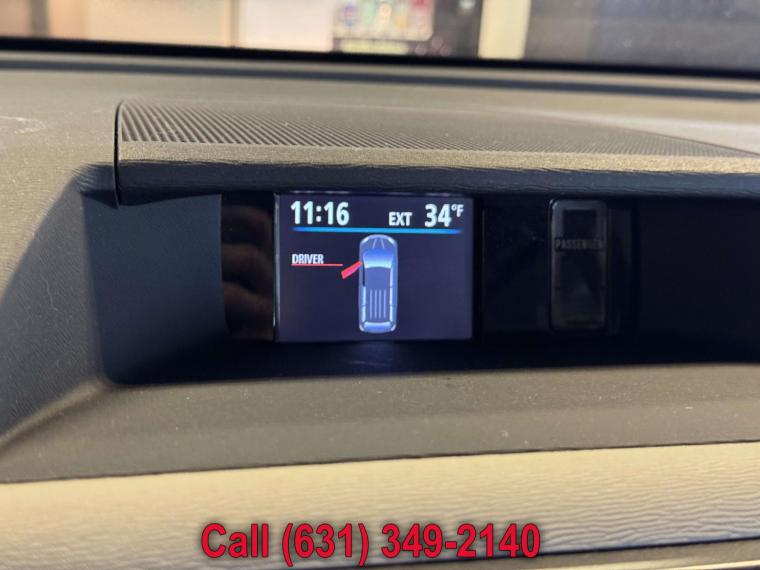 11:16 EXT 34°F
DRIVER
PASSENGER
Call (631) 349-2140